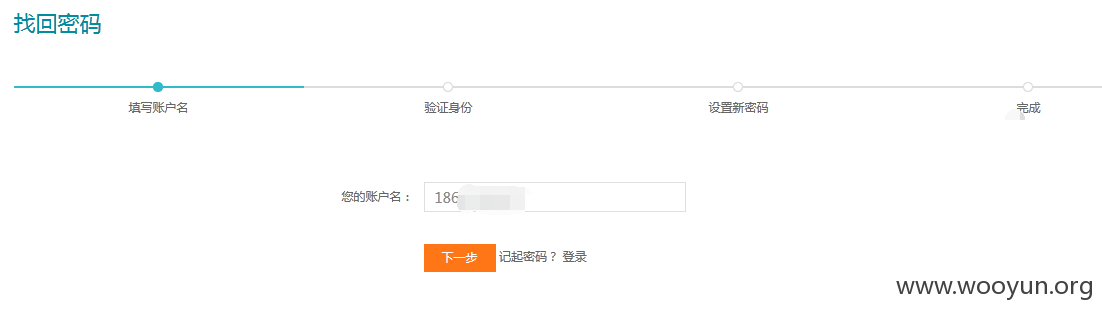 找回密码
填写账户名 验证身份 设置新密码 完成
您的账户名： 186
下一步 记起密码？ 登录
www.wooyun.org